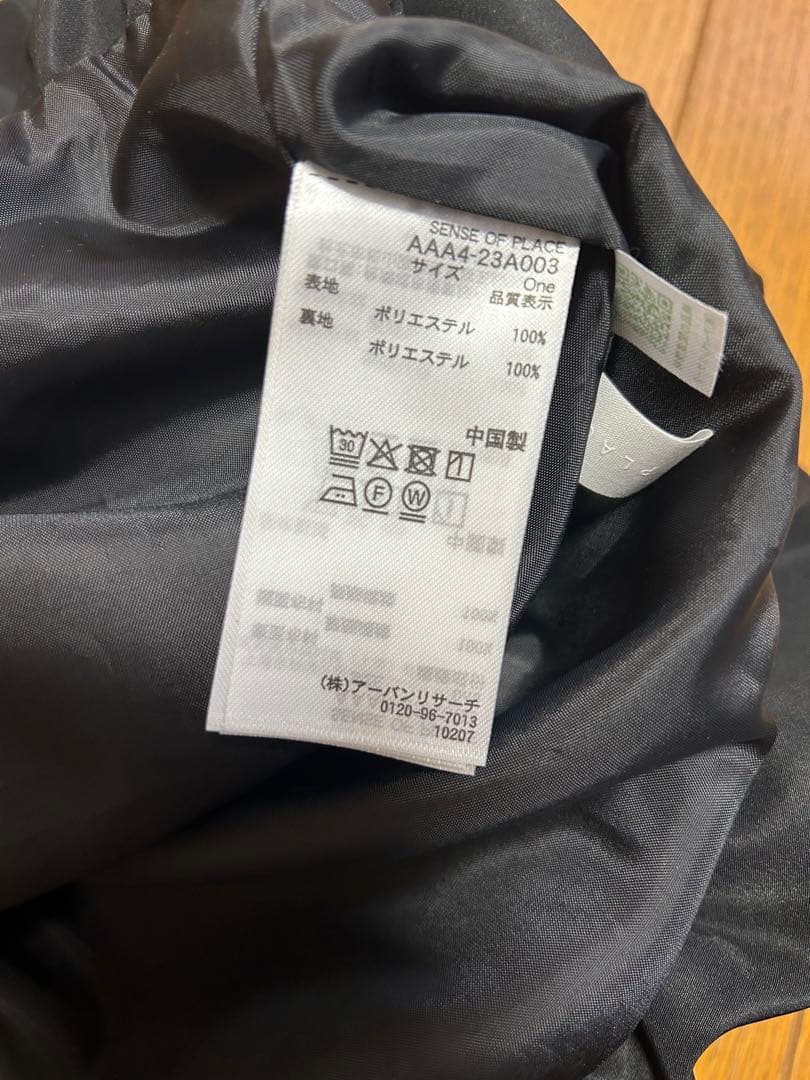 SENSE OF PLACE
AAA4-23A003
サイズ One
品質表示
表地 ポリエステル 100%
裏地 ポリエステル 100%
中国製
30
F W
(株)アーバンリサーチ
0120-96-7013
10207
PLA